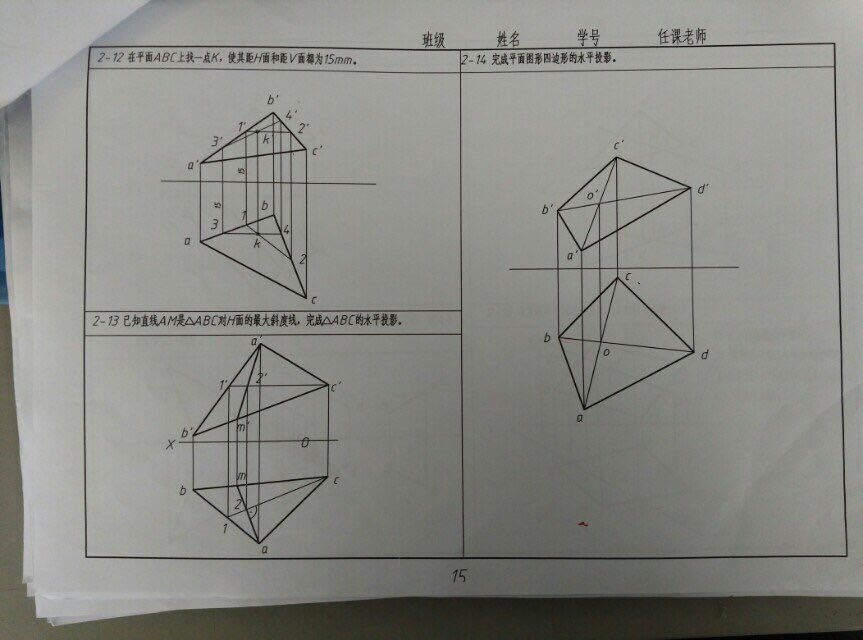 班级 姓名 学号 任课老师
2-12 在平面ABC上找一点K，使其距H面和距V面都为15mm。
b'
4'
1' 2'
3' k'
a' c'
15
15
3 1 b
a k 4
2
c
2-13 已知直线AM是△ABC对H面的最大斜度线，完成△ABC的水平投影。
a'
1' 2' c'
b' m'
X O
m
b c
2
1
a
2-14 完成平面图形四边形的水平投影。
c'
o' d'
b'
a'
c
b
o d
a
15